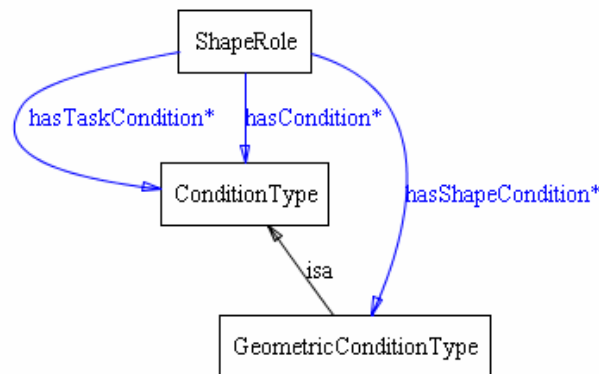 ShapeRole
hasTaskCondition*
hasCondition*
ConditionType
hasShapeCondition*
isa
GeometricConditionType